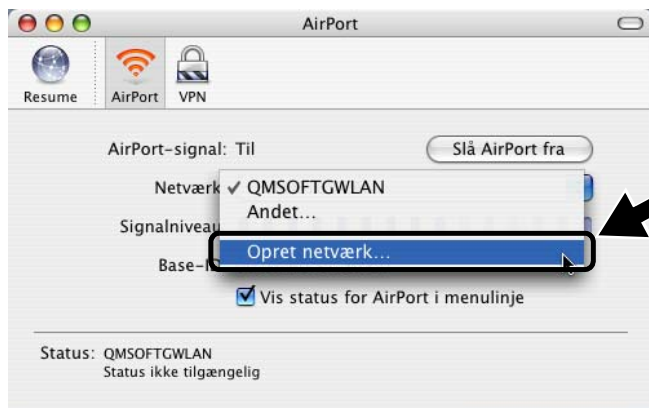 AirPort
Resume AirPort VPN
AirPort-signal: Til Slå AirPort fra
Netværk ✓ QMSOFTGWLAN
Andet...
Signalniveau
Opret netværk...
Base-ID
Vis status for AirPort i menulinje
Status: QMSOFTGWLAN
Status ikke tilgængelig